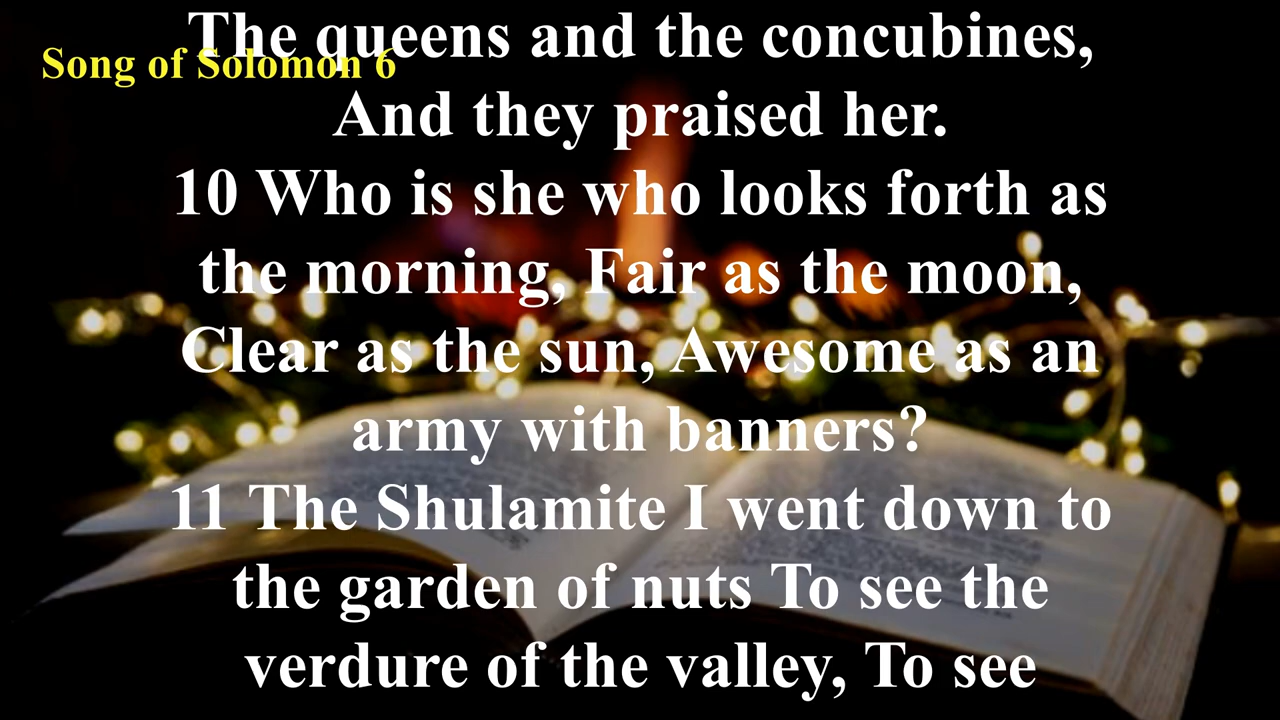 The queens and the concubines,
Song of Solomon 6
And they praised her.
10 Who is she who looks forth as
the morning, Fair as the moon,
Clear as the sun, Awesome as an
army with banners?
11 The Shulamite I went down to
the garden of nuts To see the
verdure of the valley, To see